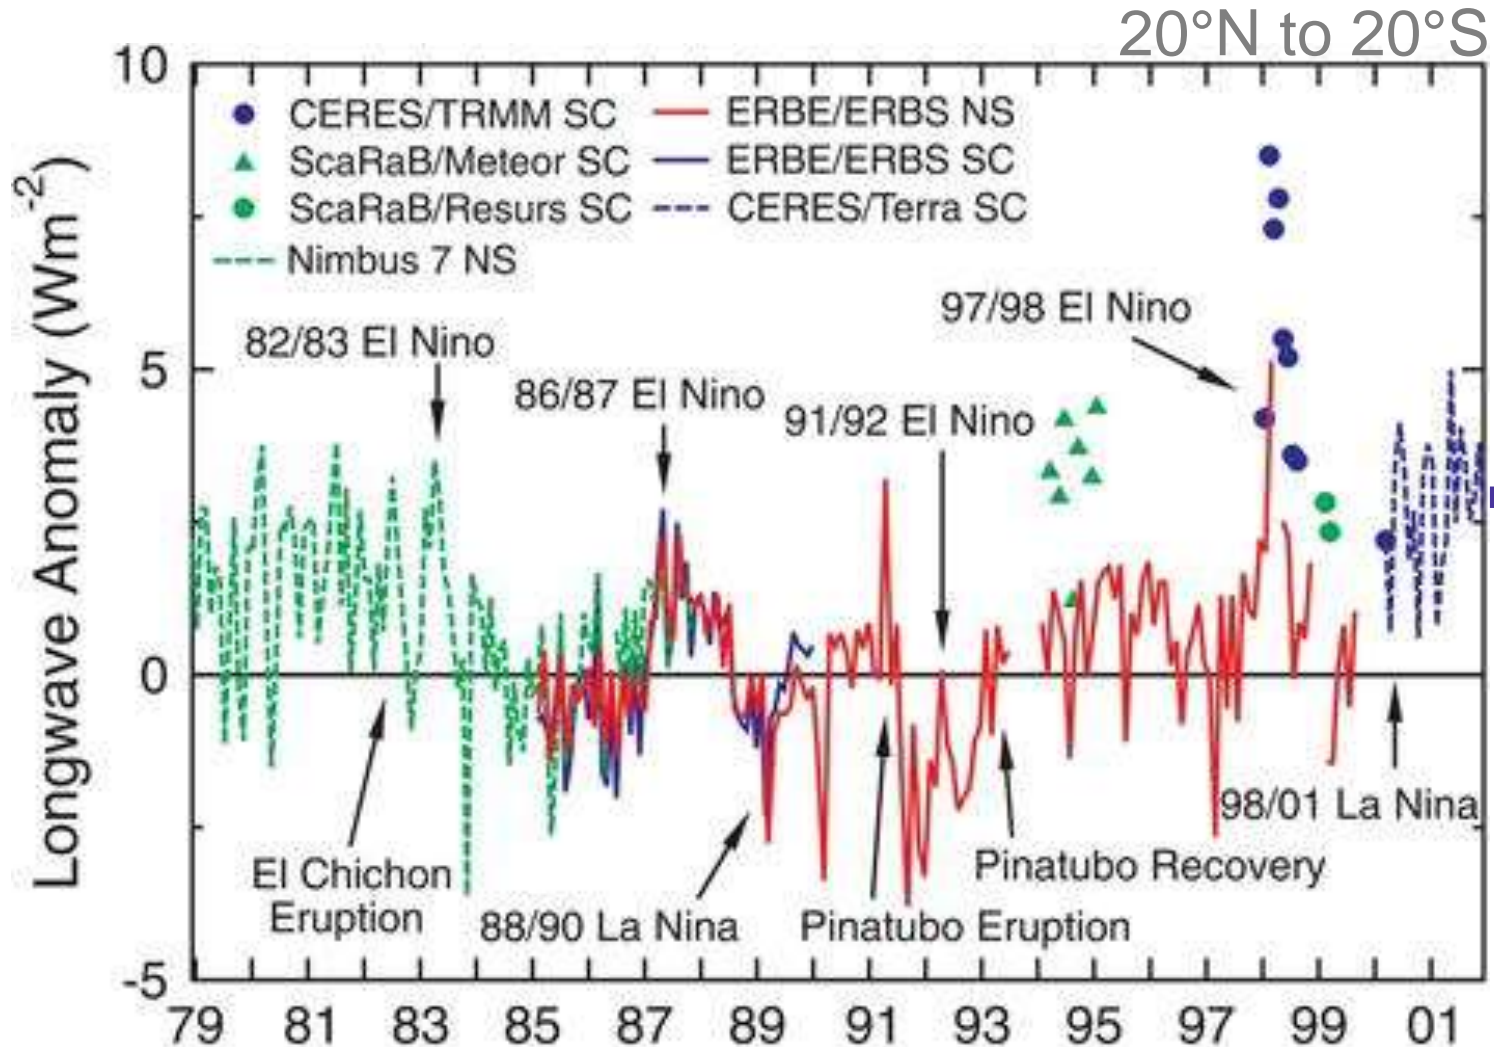 20°N to 20°S
10
CERES/TRMM SC
ERBE/ERBS NS
ScaRaB/Meteor SC
ERBE/ERBS SC
ScaRaB/Resurs SC
CERES/Terra SC
Nimbus 7 NS
97/98 El Nino
82/83 El Nino
5
86/87 El Nino
91/92 El Nino
Longwave Anomaly (Wm-2)
0
98/01 La Nina
El Chichon
Eruption
Pinatubo Recovery
88/90 La Nina
Pinatubo Eruption
-5
79 81 83 85 87 89 91 93 95 97 99 01